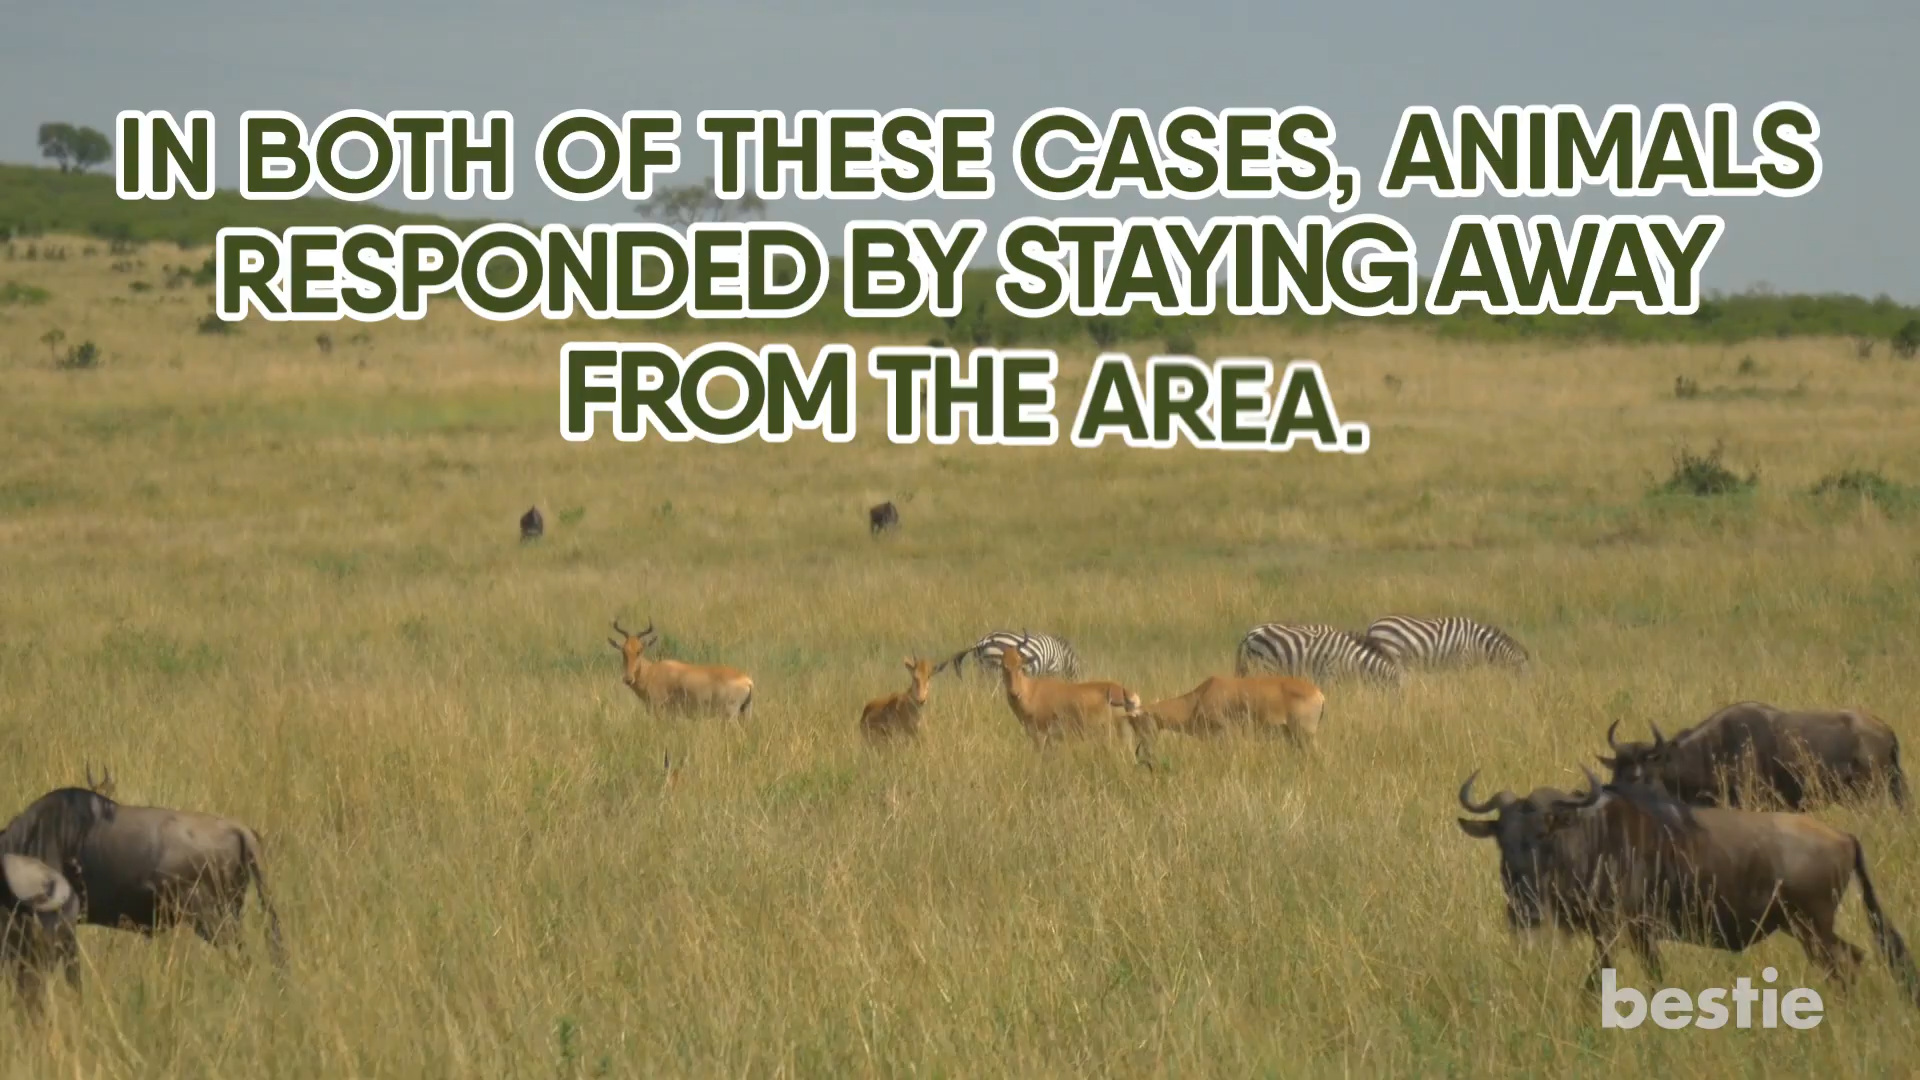 IN BOTH OF THESE CASES, ANIMALS
RESPONDED BY STAYING AWAY
FROM THE AREA.
bestie